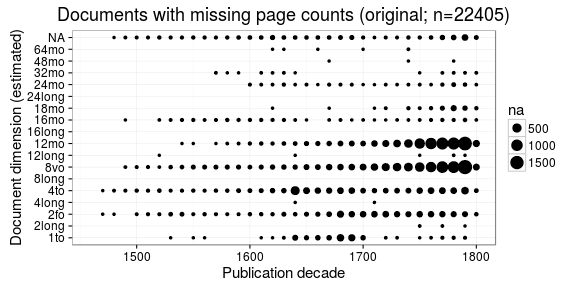 Documents with missing page counts (original; n=22405)
Document dimension (estimated)
NA
64mo
48mo
32mo
24mo
24long
18mo
16mo
16long
12mo
12long
8vo
8long
4to
4long
2fo
2long
1to
1500
1600
1700
1800
Publication decade
na
500
1000
1500